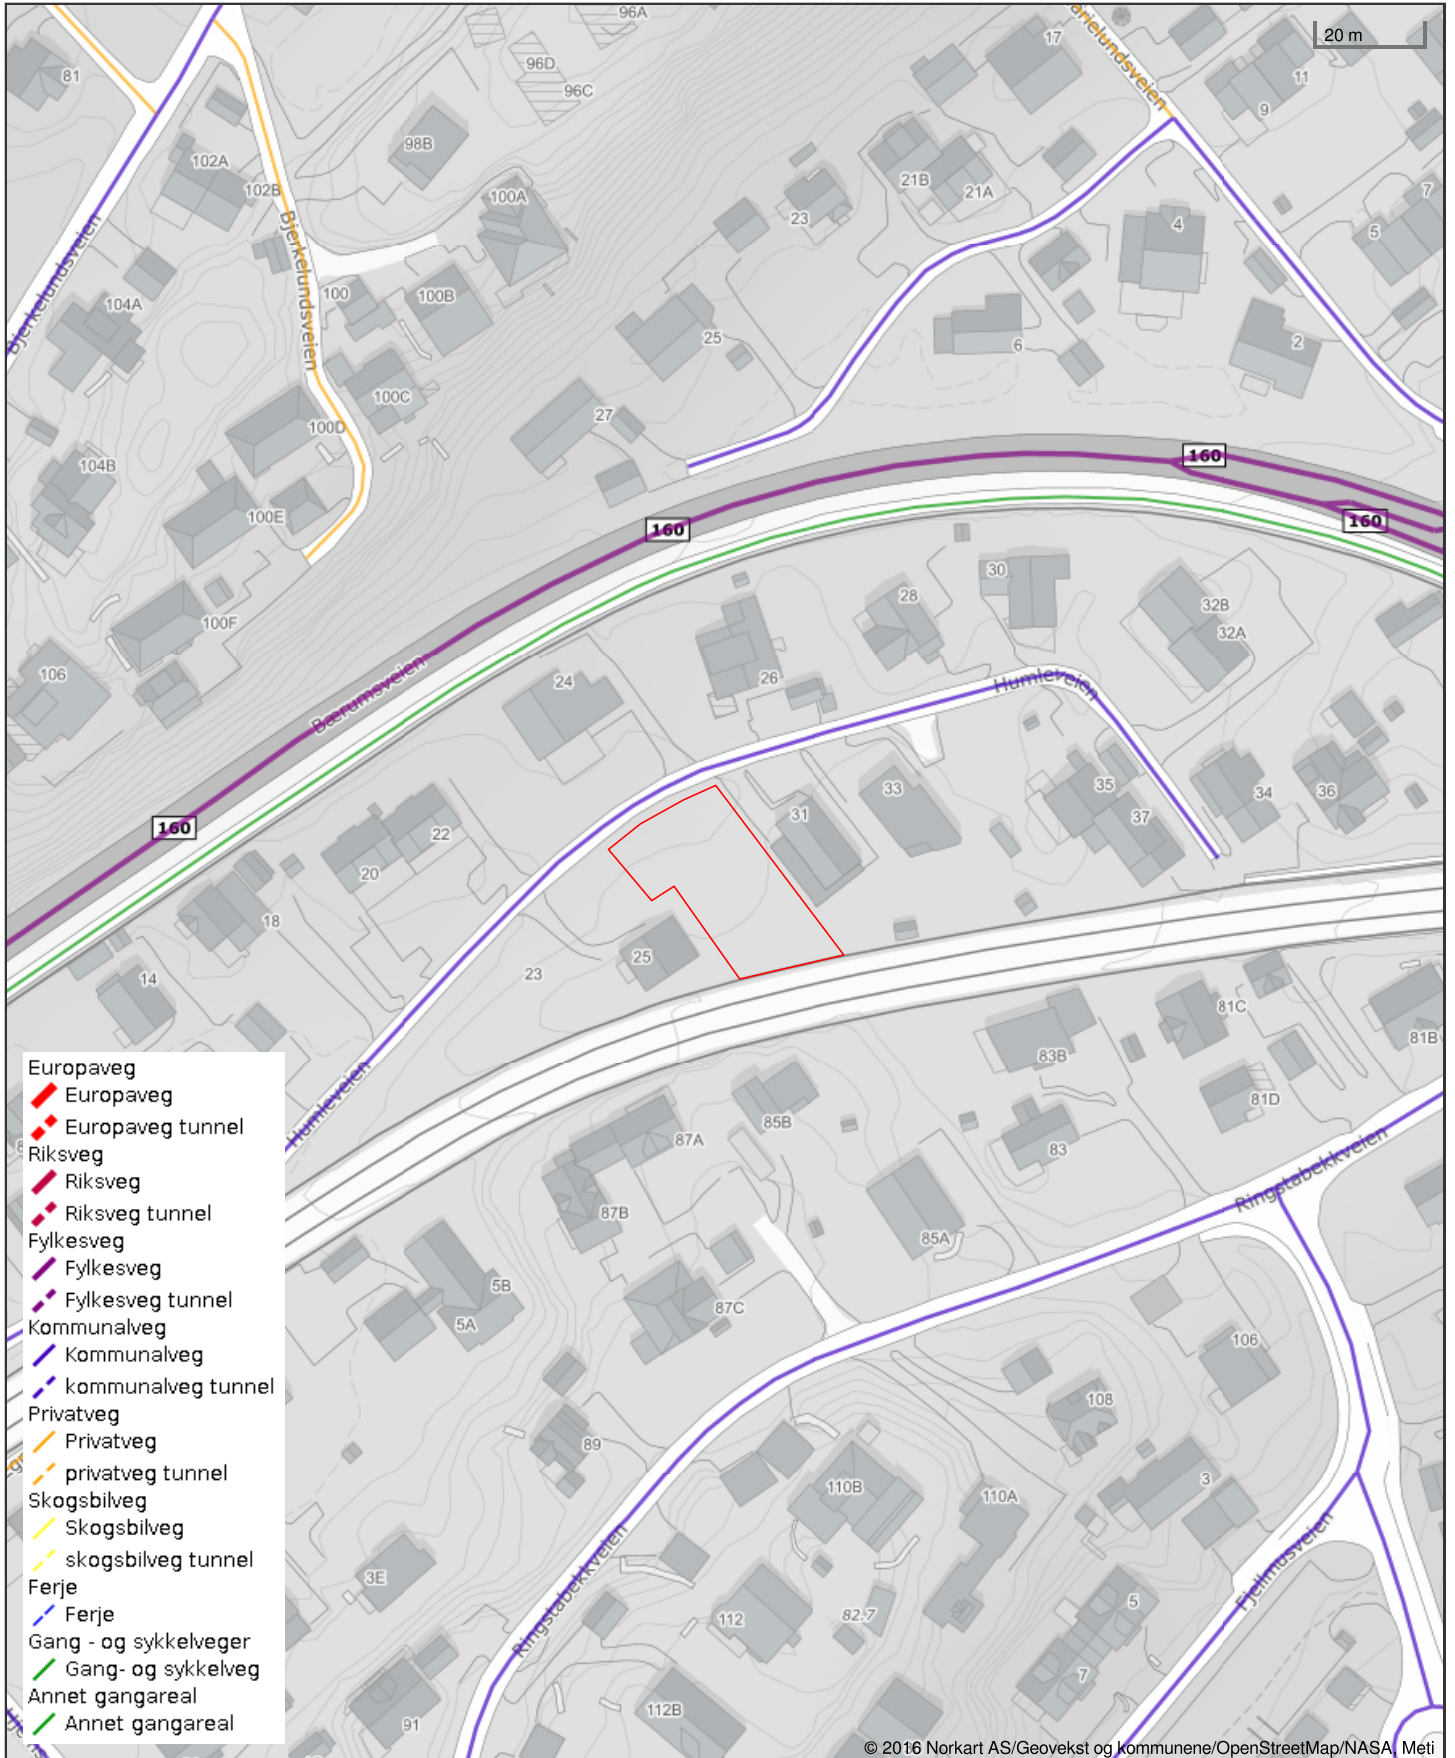 96A
20 m
17
81
96D
11
96C
arielundsveien
9
98B
102A
102B
21B
21A
100A
7
23
4
5
Bjerkelundsveien
Bjerkelundsveien
100
100B
104A
25
6
2
100C
27
100D
104B
160
100E
160
160
30
28
32B
100F
32A
106
24
26
Humleveien
Bærumsveien
35
33
34
36
31
37
160
22
20
18
25
23
14
81C
81B
83B
Humleveien
81D
85B
87A
83
Ringstabekkveien
87B
85A
5B
87C
5A
106
108
89
110B
3
110A
3E
Ringstabekkveien
Fjellmusveien
5
112
82.7
7
112B
91
Europaveg
Europaveg
Europaveg tunnel
Riksveg
Riksveg
Riksveg tunnel
Fylkesveg
Fylkesveg
Fylkesveg tunnel
Kommunalveg
Kommunalveg
kommunalveg tunnel
Privatveg
Privatveg
privatveg tunnel
Skogsbilveg
Skogsbilveg
skogsbilveg tunnel
Ferje
Ferje
Gang - og sykkelveger
Gang- og sykkelveg
Annet gangareal
Annet gangareal
© 2016 Norkart AS/Geovekst og kommunene/OpenStreetMap/NASA, Meti